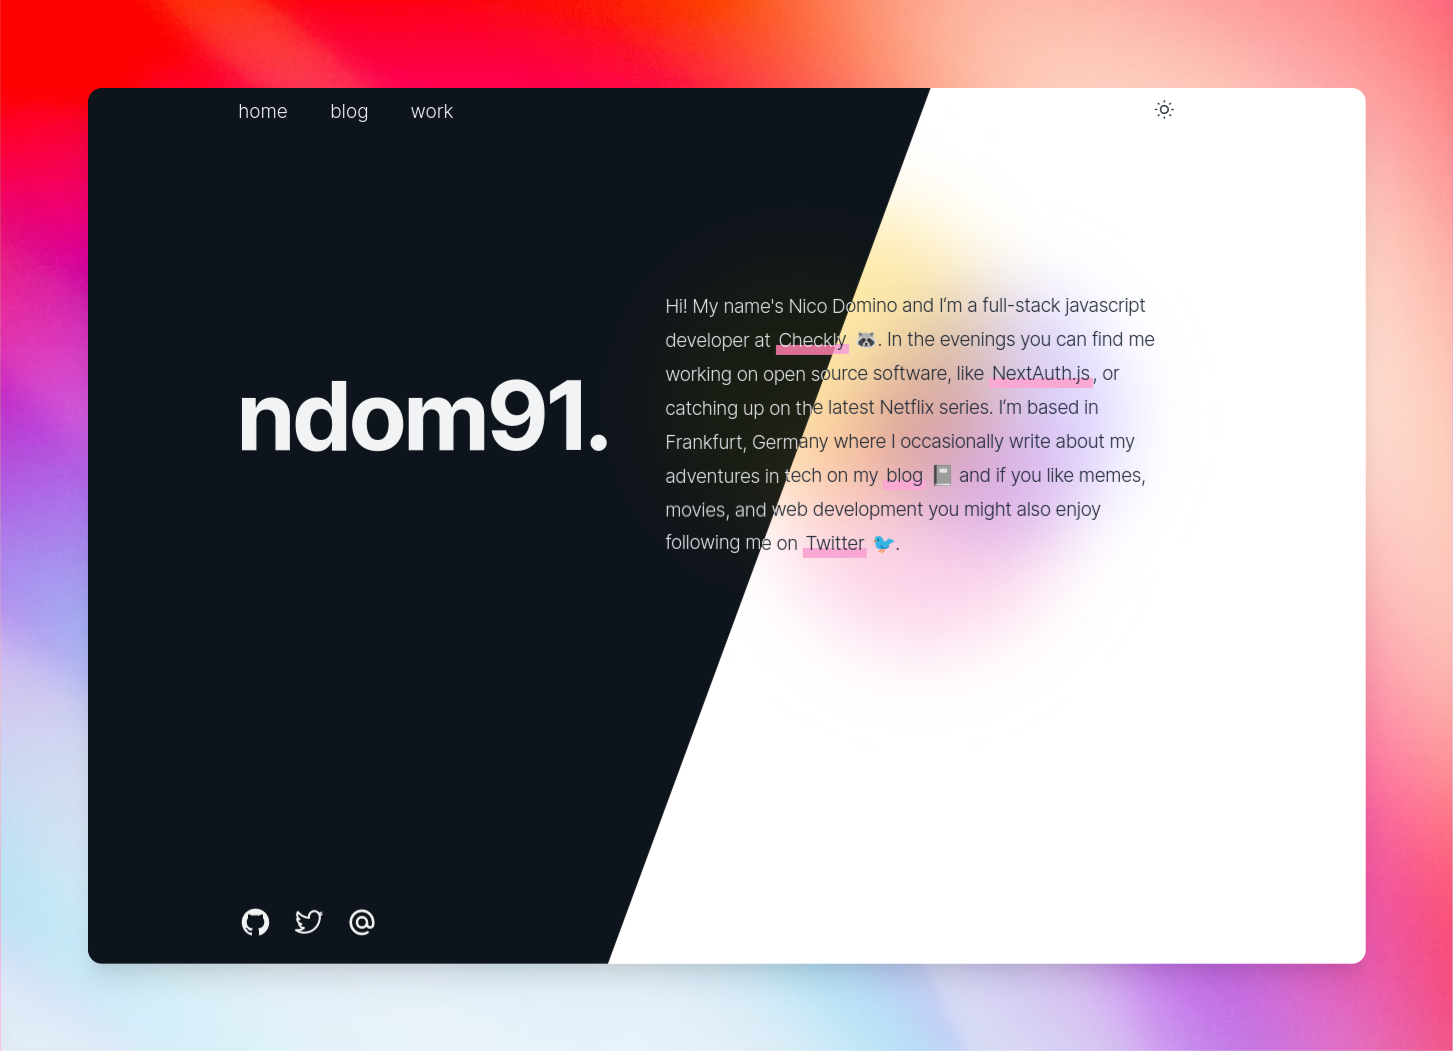 home blog work
ndom91.
Hi! My name's Nico Domino and I‘m a full-stack javascript
developer at Checkly 🦝. In the evenings you can find me
working on open source software, like NextAuth.js, or
catching up on the latest Netflix series. I‘m based in
Frankfurt, Germany where I occasionally write about my
adventures in tech on my blog 📓 and if you like memes,
movies, and web development you might also enjoy
following me on Twitter 🐦.